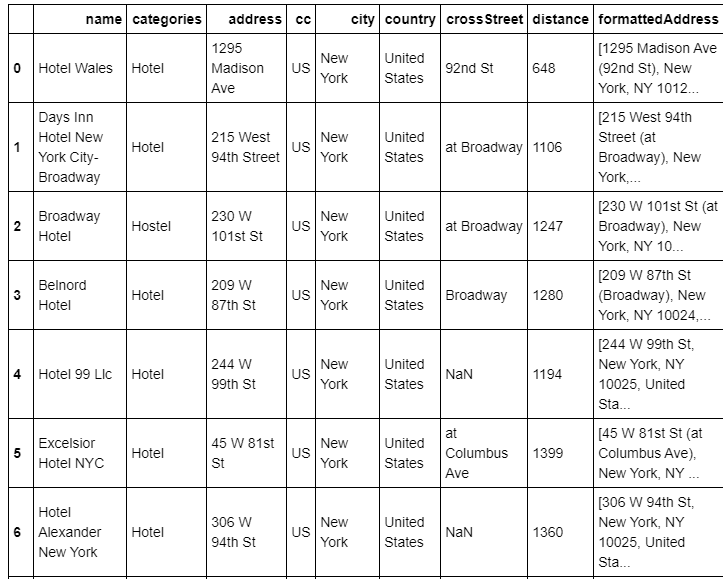 name categories address cc city country crossStreet distance formattedAddress
0 Hotel Wales Hotel 1295 Madison Ave US New York United States 92nd St 648 [1295 Madison Ave (92nd St), New York, NY 1012...
1 Days Inn Hotel New York City-Broadway Hotel 215 West 94th Street US New York United States at Broadway 1106 [215 West 94th Street (at Broadway), New York,...
2 Broadway Hotel Hostel 230 W 101st St US New York United States at Broadway 1247 [230 W 101st St (at Broadway), New York, NY 10...
3 Belnord Hotel Hotel 209 W 87th St US New York United States Broadway 1280 [209 W 87th St (Broadway), New York, NY 10024,...
4 Hotel 99 Llc Hotel 244 W 99th St US New York United States NaN 1194 [244 W 99th St, New York, NY 10025, United Sta...
5 Excelsior Hotel NYC Hotel 45 W 81st St US New York United States at Columbus Ave 1399 [45 W 81st St (at Columbus Ave), New York, NY ...
6 Hotel Alexander New York Hotel 306 W 94th St US New York United States NaN 1360 [306 W 94th St, New York, NY 10025, United Sta...